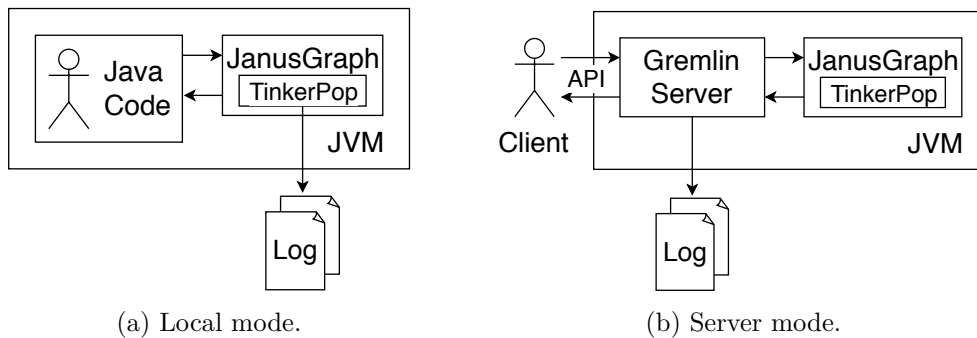 Java
Code
JanusGraph
TinkerPop
JVM
Log
(a) Local mode.
Client
API
Gremlin
Server
JanusGraph
TinkerPop
JVM
Log
(b) Server mode.